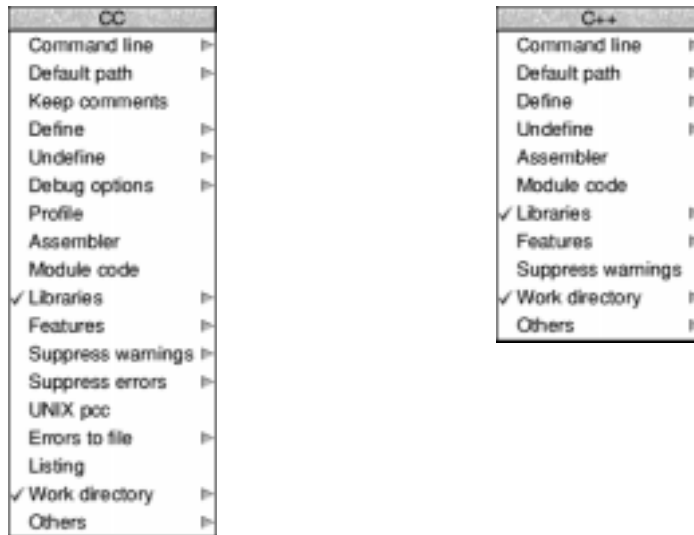 CC
Command line
Default path
Keep comments
Define
Undefine
Debug options
Profile
Assembler
Module code
✓ Libraries
Features
Suppress warnings
Suppress errors
UNIX pcc
Errors to file
Listing
✓ Work directory
Others
C++
Command line
Default path
Define
Undefine
Assembler
Module code
✓ Libraries
Features
Suppress warnings
✓ Work directory
Others